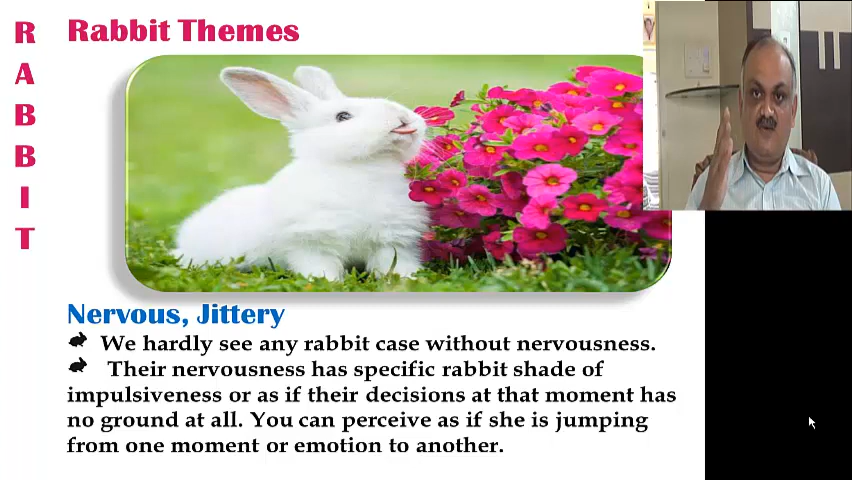 Rabbit Themes
R
A
B
B
I
T
Nervous, Jittery
We hardly see any rabbit case without nervousness.
Their nervousness has specific rabbit shade of
impulsiveness or as if their decisions at that moment has
no ground at all. You can perceive as if she is jumping
from one moment or emotion to another.